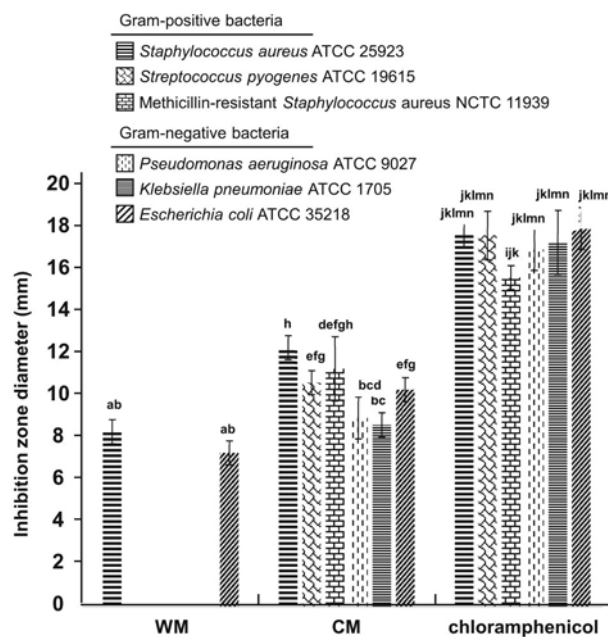 Gram-positive bacteria
Staphylococcus aureus ATCC 25923
Streptococcus pyogenes ATCC 19615
Methicillin-resistant Staphylococcus aureus NCTC 11939
Gram-negative bacteria
Pseudomonas aeruginosa ATCC 9027
Klebsiella pneumoniae ATCC 1705
Escherichia coli ATCC 35218
Inhibition zone diameter (mm)
20
18
16
14
12
10
8
6
4
2
0
ab
ab
h
efg
defgh
bcd
bc
efg
jklmn
jklmn
ijk
jklmn
jklmn
jklmn
WM
CM
chloramphenicol